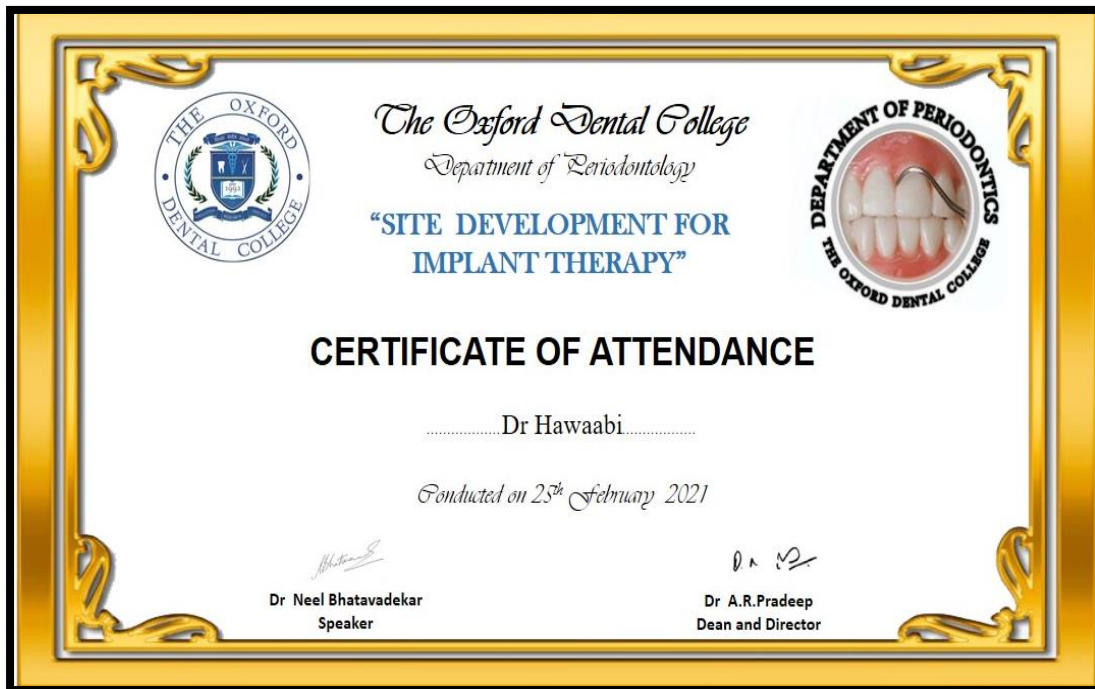 THE OXFORD DENTAL COLLEGE
1992
The Oxford Dental College
Department of Periodontology
“SITE DEVELOPMENT FOR
IMPLANT THERAPY”
DEPARTMENT OF PERIODONTICS
THE OXFORD DENTAL COLLEGE
CERTIFICATE OF ATTENDANCE
..................Dr Hawaabi..................
Conducted on 25th February 2021
Dr Neel Bhatavadekar
Speaker
Dr A.R.Pradeep
Dean and Director